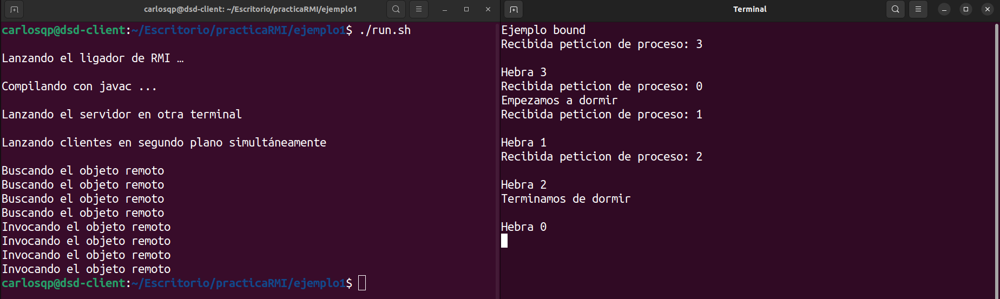 carlosqp@dsd-client: ~/Escritorio/practicaRMI/ejemplo1
carlosqp@dsd-client:~/Escritorio/practicaRMI/ejemplo1$ ./run.sh
Lanzando el ligador de RMI …
Compilando con javac ...
Lanzando el servidor en otra terminal
Lanzando clientes en segundo plano simultáneamente
Buscando el objeto remoto
Buscando el objeto remoto
Buscando el objeto remoto
Buscando el objeto remoto
Invocando el objeto remoto
Invocando el objeto remoto
Invocando el objeto remoto
Invocando el objeto remoto
carlosqp@dsd-client:~/Escritorio/practicaRMI/ejemplo1$
Terminal
Ejemplo bound
Recibida peticion de proceso: 3
Hebra 3
Recibida peticion de proceso: 0
Empezamos a dormir
Recibida peticion de proceso: 1
Hebra 1
Recibida peticion de proceso: 2
Hebra 2
Terminamos de dormir
Hebra 0